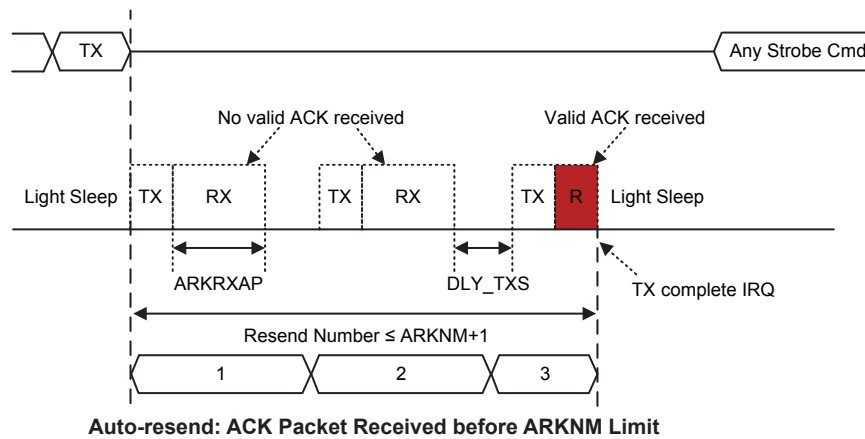 TX
Any Strobe Cmd
No valid ACK received
Valid ACK received
Light Sleep
TX
RX
TX
RX
TX
R
Light Sleep
ARKRXAP
DLY_TXS
TX complete IRQ
Resend Number ≤ ARKNM+1
1
2
3
Auto-resend: ACK Packet Received before ARKNM Limit